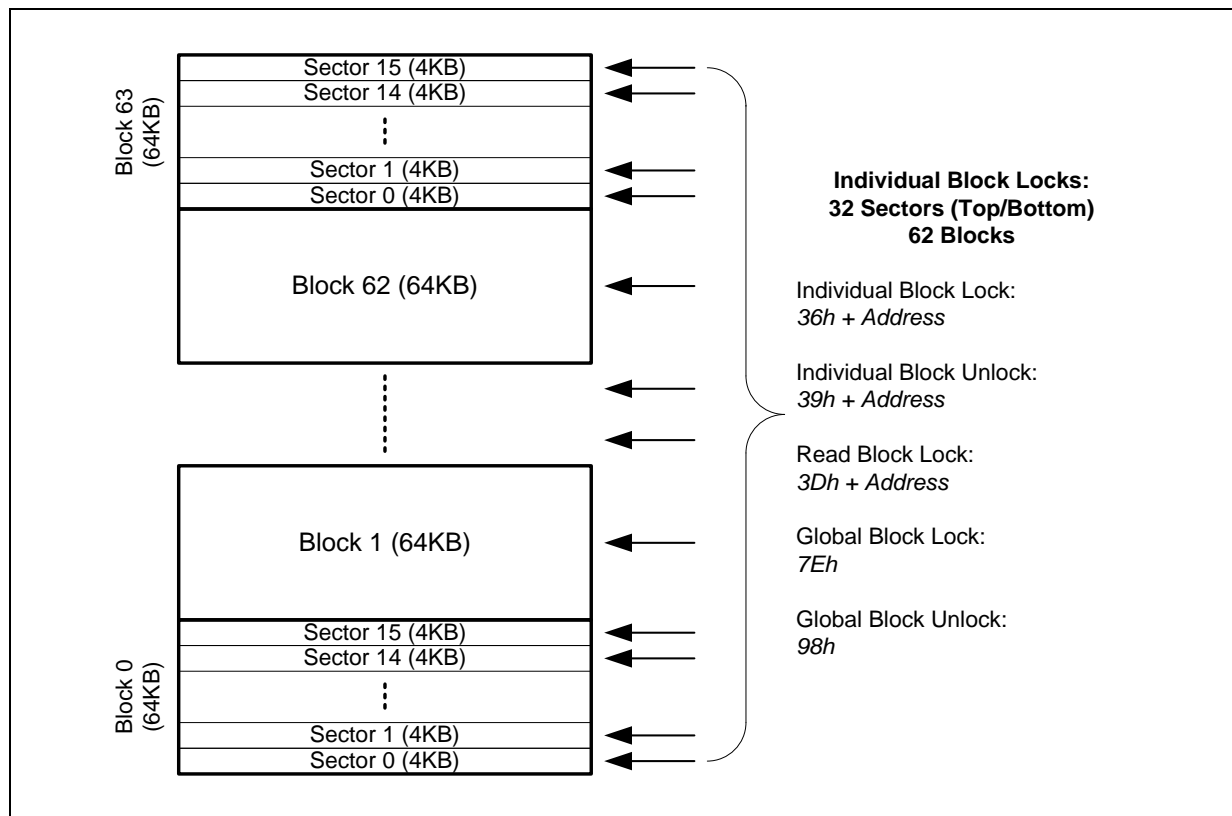 Block 63
(64KB)
Sector 15 (4KB)
Sector 14 (4KB)
Sector 1 (4KB)
Sector 0 (4KB)
Block 62 (64KB)
Block 1 (64KB)
Block 0
(64KB)
Sector 15 (4KB)
Sector 14 (4KB)
Sector 1 (4KB)
Sector 0 (4KB)
Individual Block Locks:
32 Sectors (Top/Bottom)
62 Blocks
Individual Block Lock:
36h + Address
Individual Block Unlock:
39h + Address
Read Block Lock:
3Dh + Address
Global Block Lock:
7Eh
Global Block Unlock:
98h